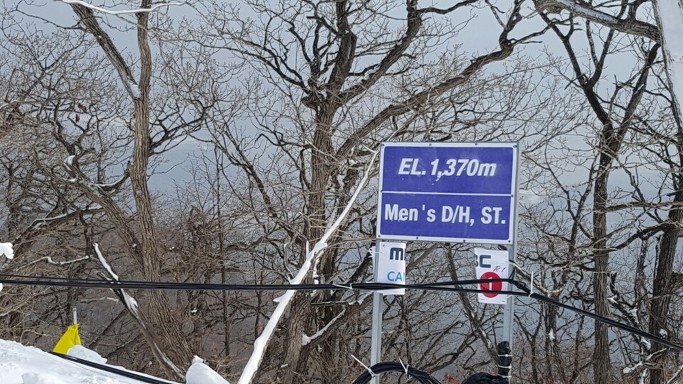 EL. 1,370m
Men's D/H, ST.